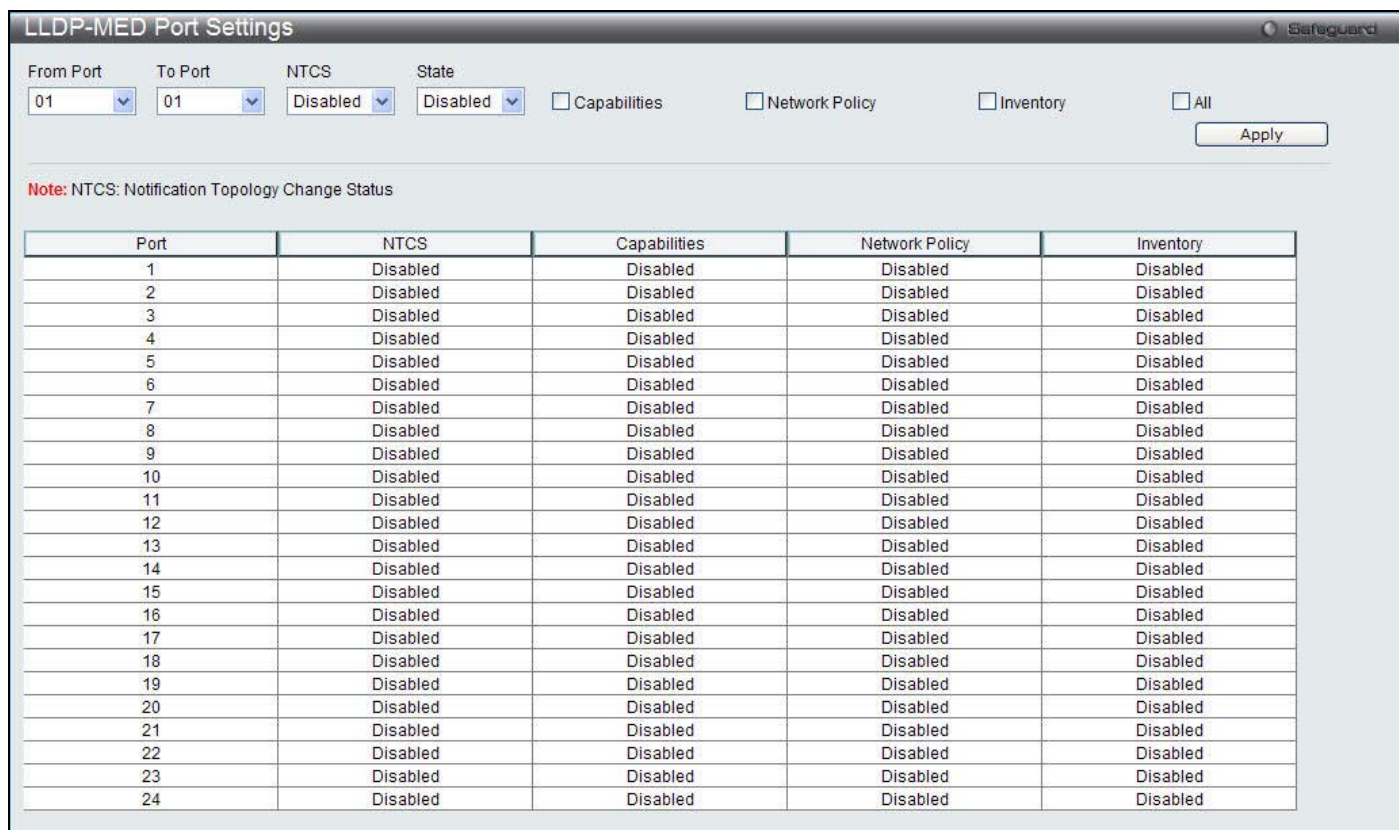 LLDP-MED Port Settings
Safeguard
From Port To Port NTCS State
01 01 Disabled Disabled Capabilities Network Policy Inventory All
Apply
Note: NTCS: Notification Topology Change Status
Port NTCS Capabilities Network Policy Inventory
1 Disabled Disabled Disabled Disabled
2 Disabled Disabled Disabled Disabled
3 Disabled Disabled Disabled Disabled
4 Disabled Disabled Disabled Disabled
5 Disabled Disabled Disabled Disabled
6 Disabled Disabled Disabled Disabled
7 Disabled Disabled Disabled Disabled
8 Disabled Disabled Disabled Disabled
9 Disabled Disabled Disabled Disabled
10 Disabled Disabled Disabled Disabled
11 Disabled Disabled Disabled Disabled
12 Disabled Disabled Disabled Disabled
13 Disabled Disabled Disabled Disabled
14 Disabled Disabled Disabled Disabled
15 Disabled Disabled Disabled Disabled
16 Disabled Disabled Disabled Disabled
17 Disabled Disabled Disabled Disabled
18 Disabled Disabled Disabled Disabled
19 Disabled Disabled Disabled Disabled
20 Disabled Disabled Disabled Disabled
21 Disabled Disabled Disabled Disabled
22 Disabled Disabled Disabled Disabled
23 Disabled Disabled Disabled Disabled
24 Disabled Disabled Disabled Disabled